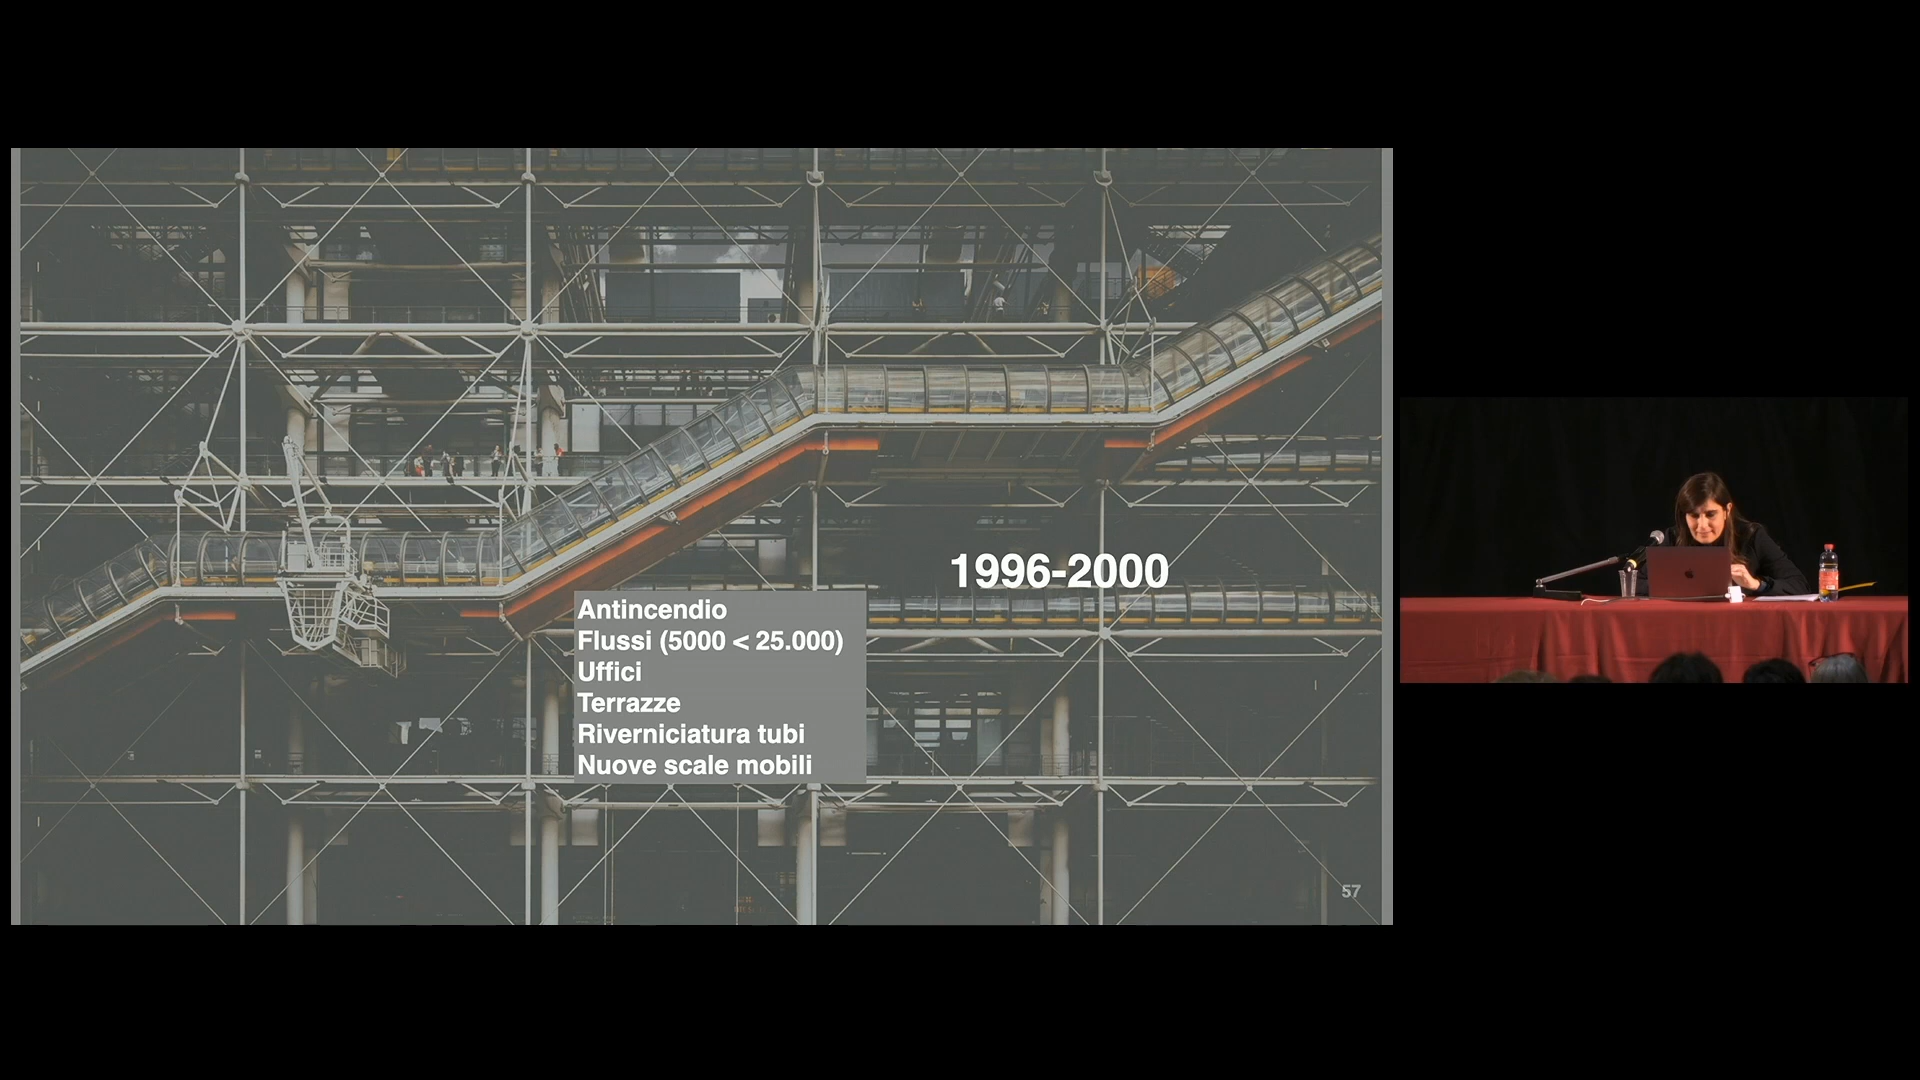 1996-2000
Antincendio
Flussi (5000 < 25.000)
Uffici
Terrazze
Riverniciatura tubi
Nuove scale mobili
57